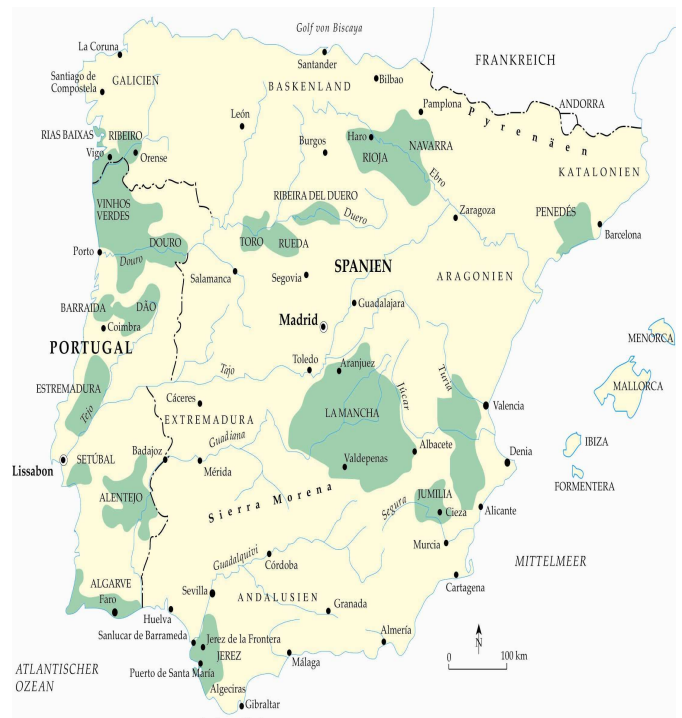 Golf von Biscaya
La Coruna
Santander
FRANKREICH
Santiago de
Compostela
GALICIEN
BASKENLAND
Bilbao
ANDORRA
Pamplona
Pyrenäen
León
RIAS BAIXAS
RIBEIRO
Burgos
Haro
NAVARRA
RIOJA
Vigo
Orense
KATALONIEN
Ebro
VINHOS
VERDES
RIBEIRA DEL DUERO
Duero
Zaragoza
PENEDÉS
Barcelona
DOURO
TORO
RUEDA
Porto
Douro
SPANIEN
Salamanca
Segovia
ARAGONIEN
BARRAIDA
DÃO
Guadalajara
Coimbra
Madrid
MENORCA
PORTUGAL
Toledo
Aranjuez
Tajo
Júcar
Turia
MALLORCA
ESTREMADURA
Tejo
Cáceres
EXTREMADURA
LA MANCHA
Valencia
Guadiana
Albacete
IBIZA
Lissabon
SETÚBAL
Badajoz
Mérida
Valdepenas
Denia
FORMENTERA
ALENTEJO
Sierra Morena
Segura
JUMILIA
Cieza
Alicante
Murcia
MITTELMEER
Guadalquivi
Córdoba
Cartagena
ALGARVE
Faro
Sevilla
ANDALUSIEN
Huelva
Granada
Sanlucar de Barrameda
Jerez de la Frontera
JEREZ
Almería
N
0 100 km
ATLANTISCHER
OZEAN
Puerto de Santa María
Málaga
Algeciras
Gibraltar